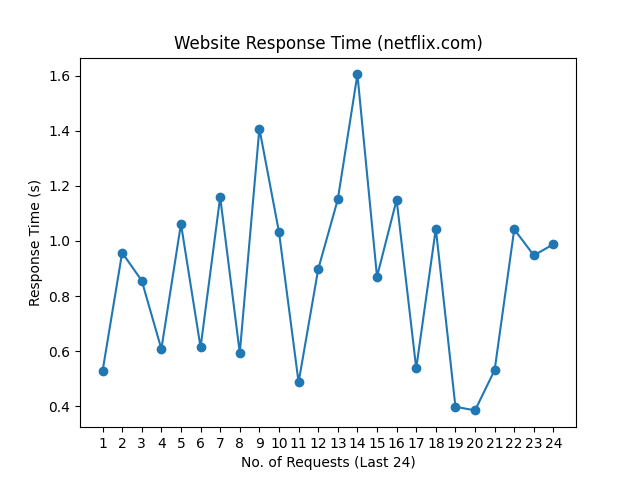 Website Response Time (netflix.com)
Response Time (s)
1.6
1.4
1.2
1.0
0.8
0.6
0.4
1 2 3 4 5 6 7 8 9 10 11 12 13 14 15 16 17 18 19 20 21 22 23 24
No. of Requests (Last 24)